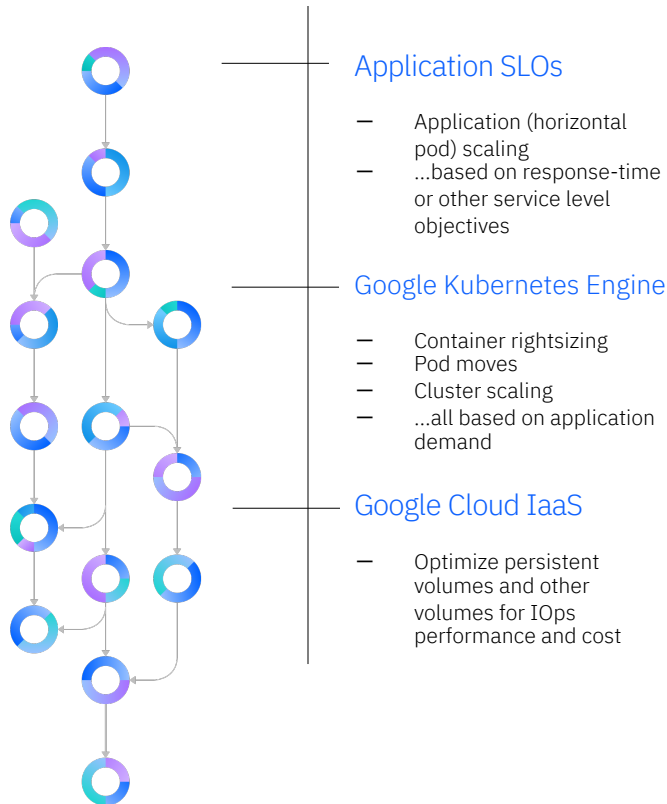 Application SLOs
— Application (horizontal
pod) scaling
— ...based on response-time
or other service level
objectives
Google Kubernetes Engine
— Container rightsizing
— Pod moves
— Cluster scaling
— ...all based on application
demand
Google Cloud IaaS
— Optimize persistent
volumes and other
volumes for IOps
performance and cost